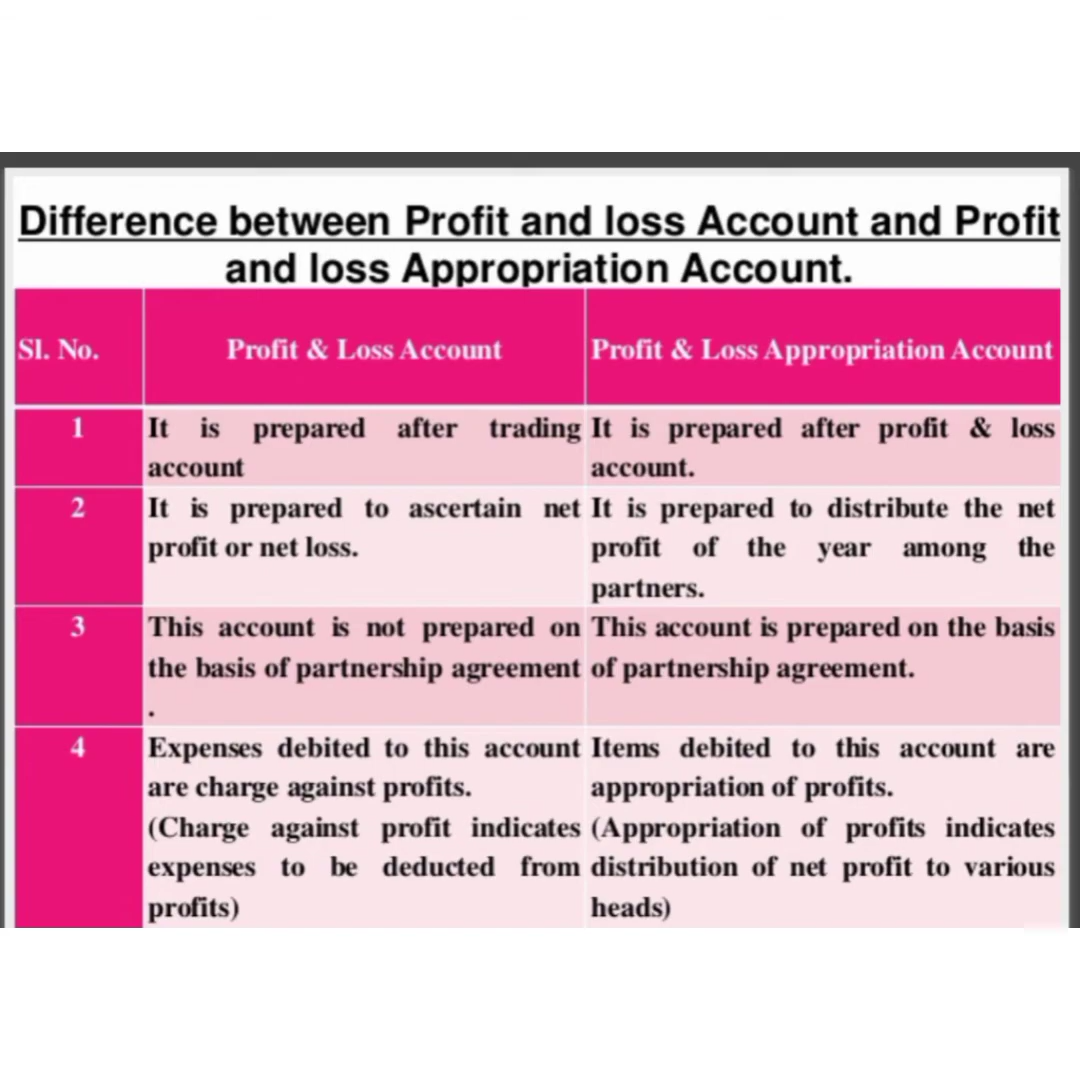 Difference between Profit and loss Account and Profit
and loss Appropriation Account.
Sl. No.
Profit & Loss Account
Profit & Loss Appropriation Account
1
It is prepared after trading
account
It is prepared after profit & loss
account.
2
It is prepared to ascertain net
profit or net loss.
It is prepared to distribute the net
profit of the year among the
partners.
3
This account is not prepared on
the basis of partnership agreement
.
This account is prepared on the basis
of partnership agreement.
4
Expenses debited to this account
are charge against profits.
(Charge against profit indicates
expenses to be deducted from
profits)
Items debited to this account are
appropriation of profits.
(Appropriation of profits indicates
distribution of net profit to various
heads)